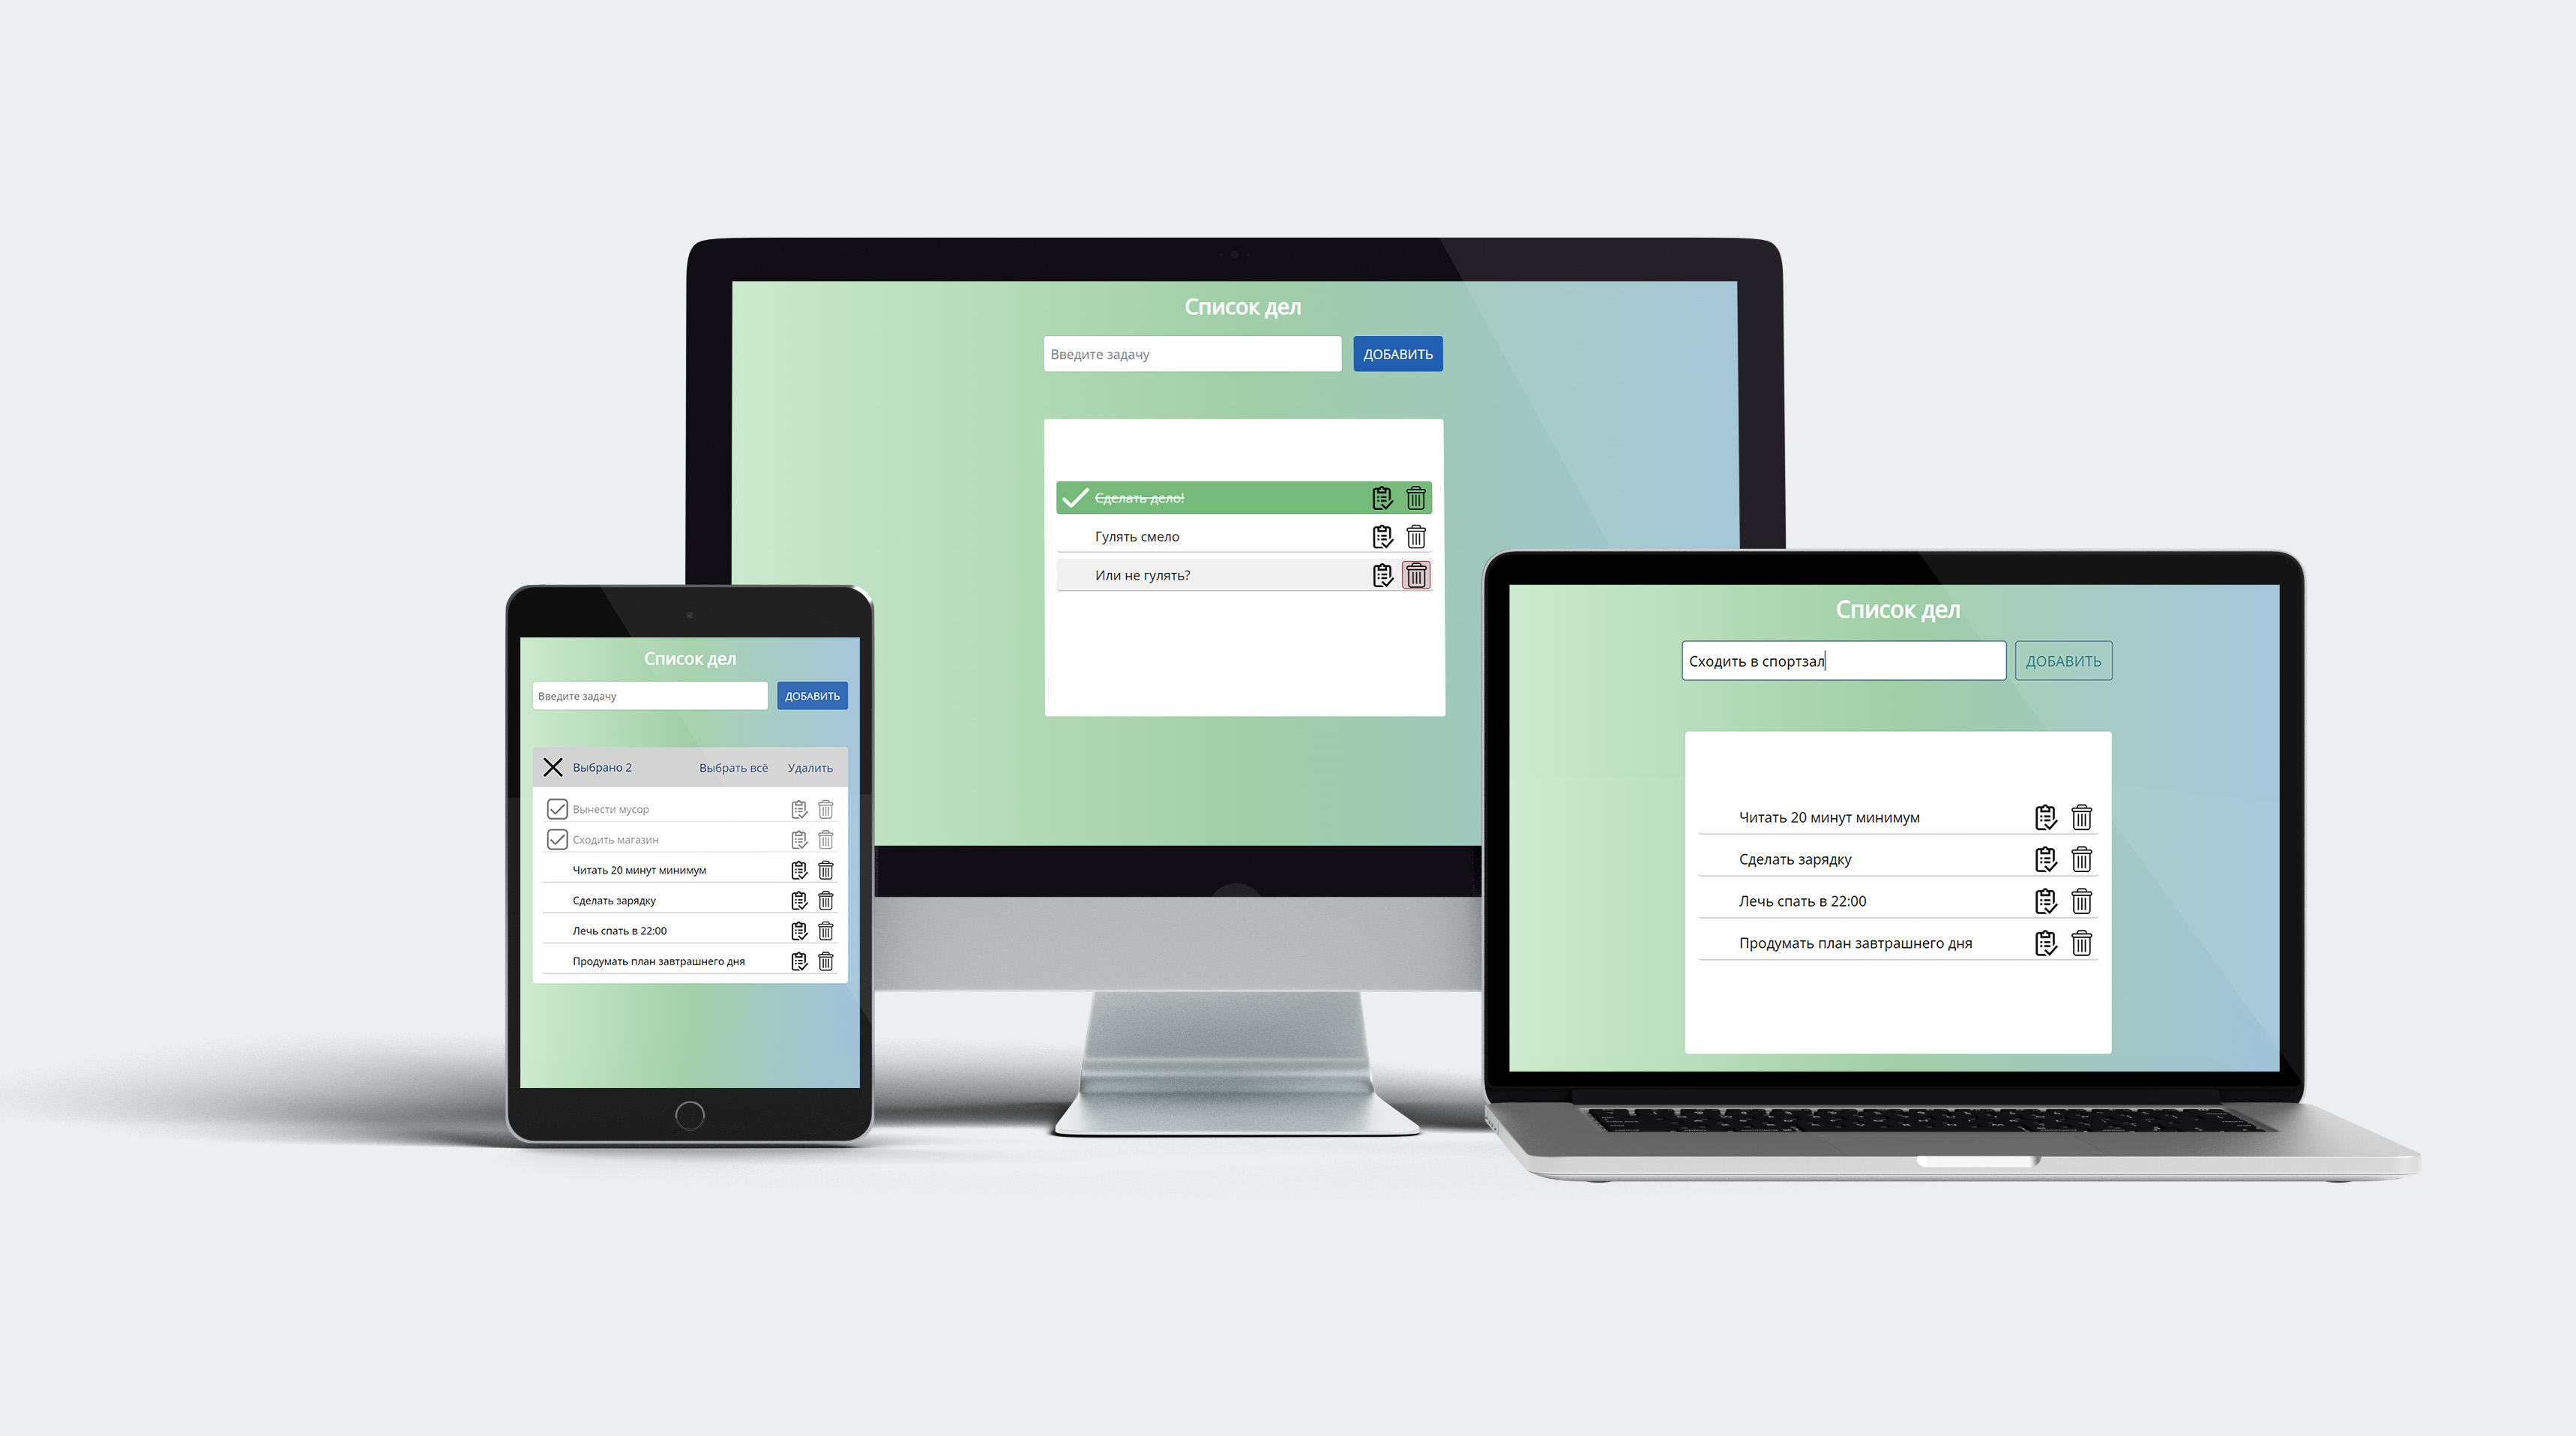 Список дел
Введите задачу ДОБАВИТЬ
Сделать дело!
Гулять смело
Или не гулять?
Список дел
Введите задачу ДОБАВИТЬ
Выбрано 2 Выбрать всё Удалить
Вынести мусор
Сходить магазин
Читать 20 минут минимум
Сделать зарядку
Лечь спать в 22:00
Продумать план завтрашнего дня
Список дел
Сходить в спортзал ДОБАВИТЬ
Читать 20 минут минимум
Сделать зарядку
Лечь спать в 22:00
Продумать план завтрашнего дня